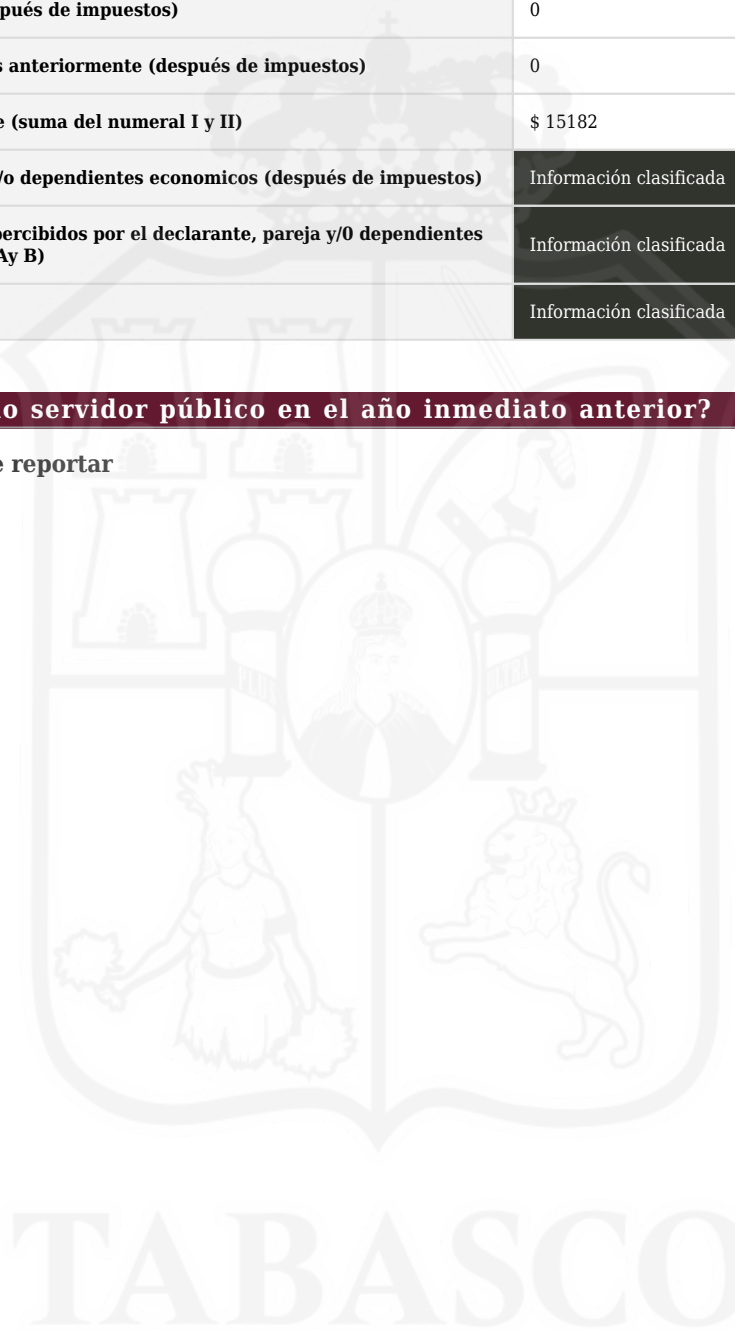 pués de impuestos)
0
s anteriormente (después de impuestos)
0
e (suma del numeral I y II)
$ 15182
/o dependientes economicos (después de impuestos)
Información clasificada
percibidos por el declarante, pareja y/0 dependientes
Ay B)
Información clasificada
Información clasificada
o servidor público en el año inmediato anterior?
e reportar
PLUS
ULTRA
TABASCO